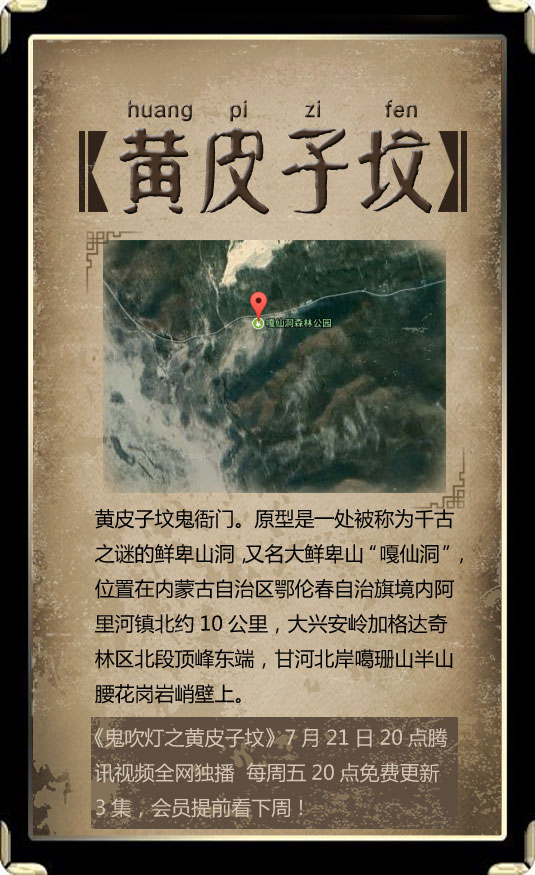 huang pi zi fen
《黄皮子坟》
嘎仙洞森林公园
黄皮子坟鬼衙门。原型是一处被称为千古
之谜的鲜卑山洞,又名大鲜卑山“嘎仙洞”,
位置在内蒙古自治区鄂伦春自治旗境内阿
里河镇北约 10 公里，大兴安岭加格达奇
林区北段顶峰东端，甘河北岸噶珊山半山
腰花岗岩峭壁上。
《鬼吹灯之黄皮子坟》7 月 21 日 20 点腾
讯视频全网独播 每周五 20 点免费更新
3 集，会员提前看下周！